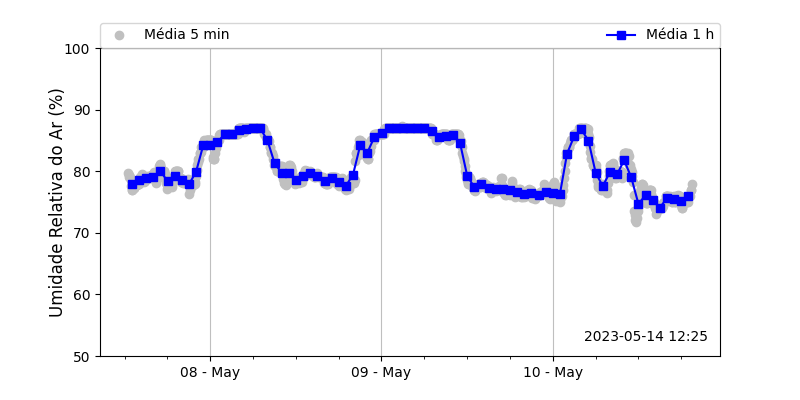 Média 5 min
Média 1 h
Umidade Relativa do Ar (%)
100
90
80
70
60
50
2023-05-14 12:25
08 - May
09 - May
10 - May